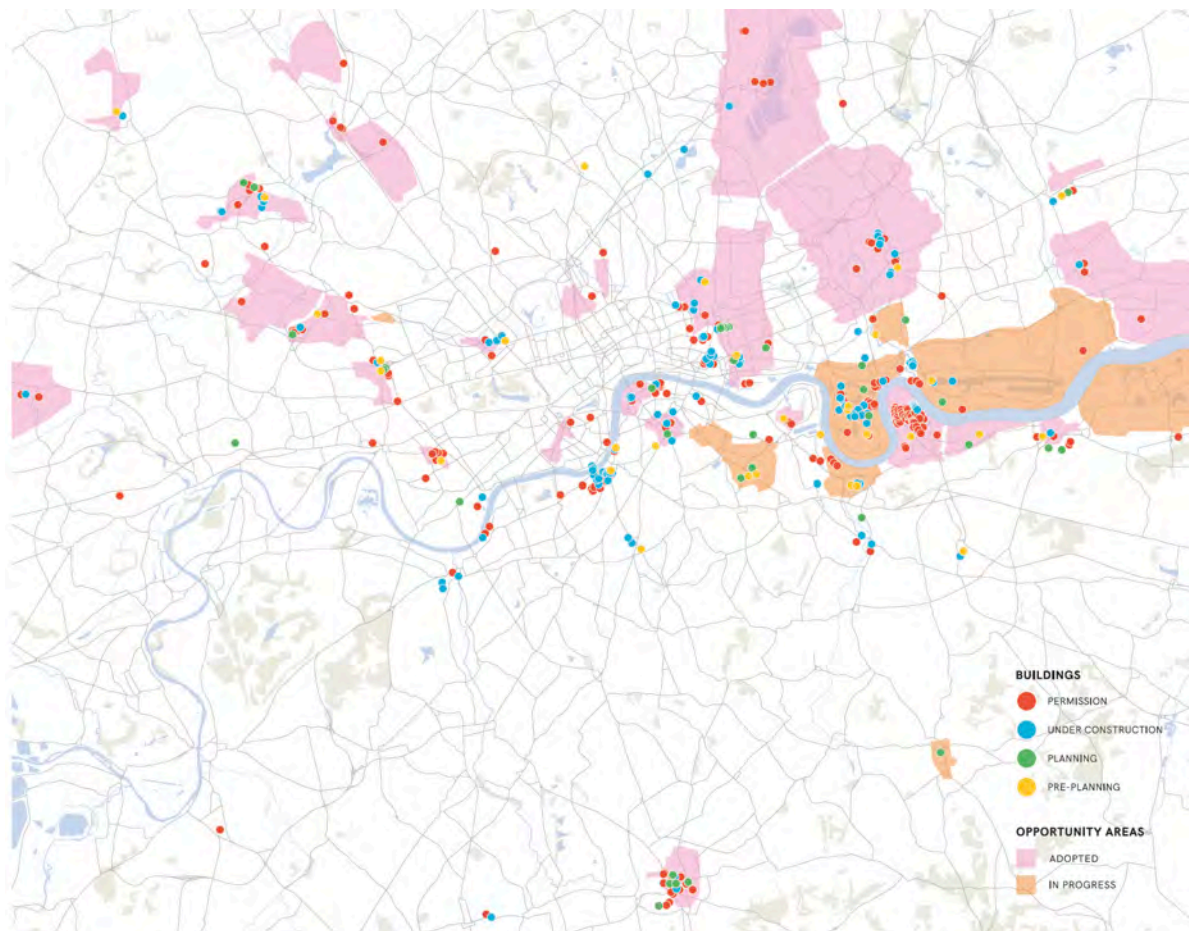 BUILDINGS
PERMISSION
UNDER CONSTRUCTION
PLANNING
PRE-PLANNING
OPPORTUNITY AREAS
ADOPTED
IN PROGRESS